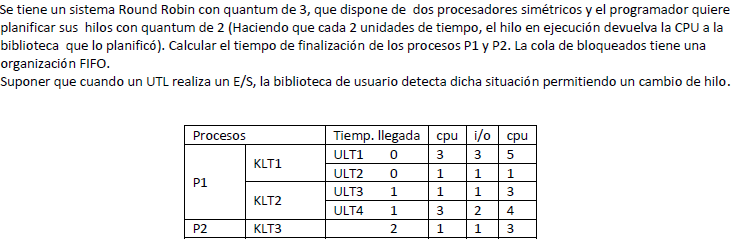 Se tiene un sistema Round Robin con quantum de 3, que dispone de dos procesadores simétricos y el programador quiere
planificar sus hilos con quantum de 2 (Haciendo que cada 2 unidades de tiempo, el hilo en ejecución devuelva la CPU a la
biblioteca que lo planificó). Calcular el tiempo de finalización de los procesos P1 y P2. La cola de bloqueados tiene una
organización FIFO.
Suponer que cuando un UTL realiza un E/S, la biblioteca de usuario detecta dicha situación permitiendo un cambio de hilo.
Procesos Tiemp. llegada cpu i/o cpu
P1 KLT1 ULT1 0 3 3 5
ULT2 0 1 1 1
KLT2 ULT3 1 1 1 3
ULT4 1 3 2 4
P2 KLT3 2 1 1 3